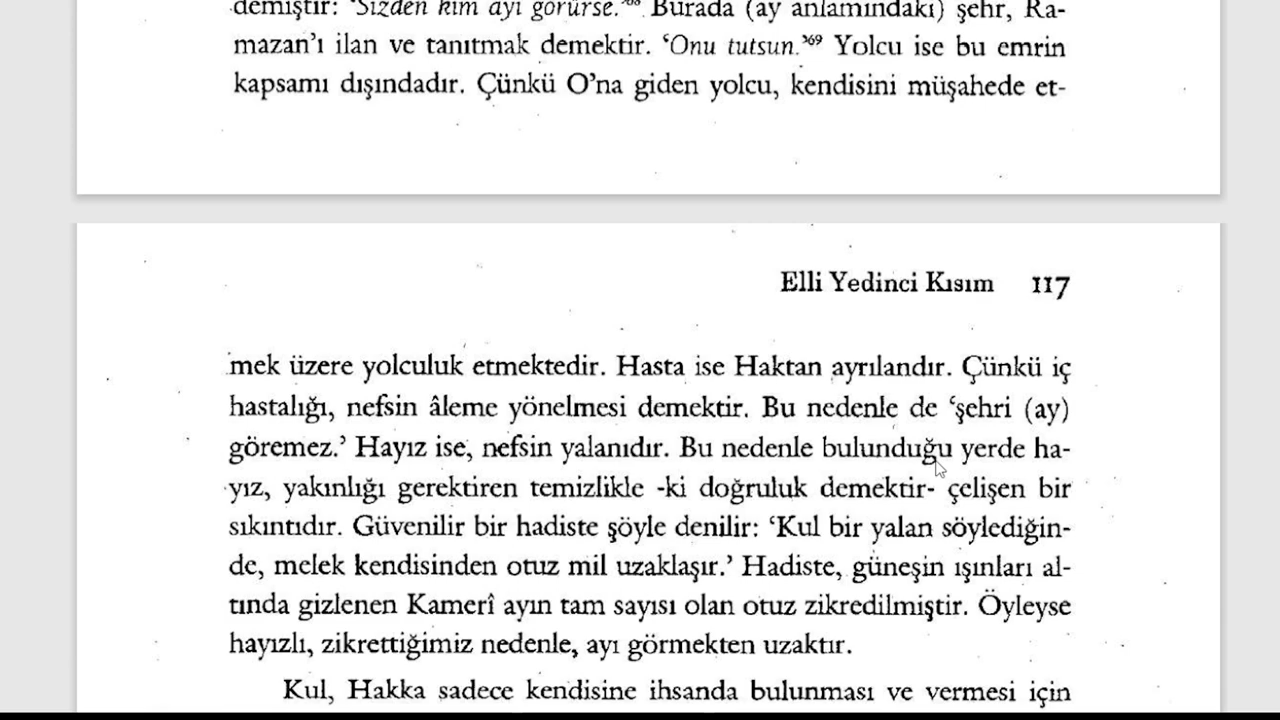 demiştir: 'Sizden kim ayı görürse.'⁶⁸ Burada (ay anlamındaki) şehr, Ra-
mazan'ı ilan ve tanıtmak demektir. 'Onu tutsun.'⁶⁹ Yolcu ise bu emrin
kapsamı dışındadır. Çünkü O'na giden yolcu, kendisini müşahede et-
Elli Yedinci Kısım 117
mek üzere yolculuk etmektedir. Hasta ise Haktan ayrılandır. Çünkü iç
hastalığı, nefsin âleme yönelmesi demektir. Bu nedenle de 'şehri (ay)
göremez.' Hayız ise, nefsin yalanıdır. Bu nedenle bulunduğu yerde ha-
yız, yakınlığı gerektiren temizlikle -ki doğruluk demektir- çelişen bir
sıkıntıdır. Güvenilir bir hadiste şöyle denilir: 'Kul bir yalan söylediğin-
de, melek kendisinden otuz mil uzaklaşır.' Hadiste, güneşin ışınları al-
tında gizlenen Kamerî ayın tam sayısı olan otuz zikredilmiştir. Öyleyse
hayızlı, zikrettiğimiz nedenle, ayı görmekten uzaktır.
Kul, Hakka sadece kendisine ihsanda bulunması ve vermesi için